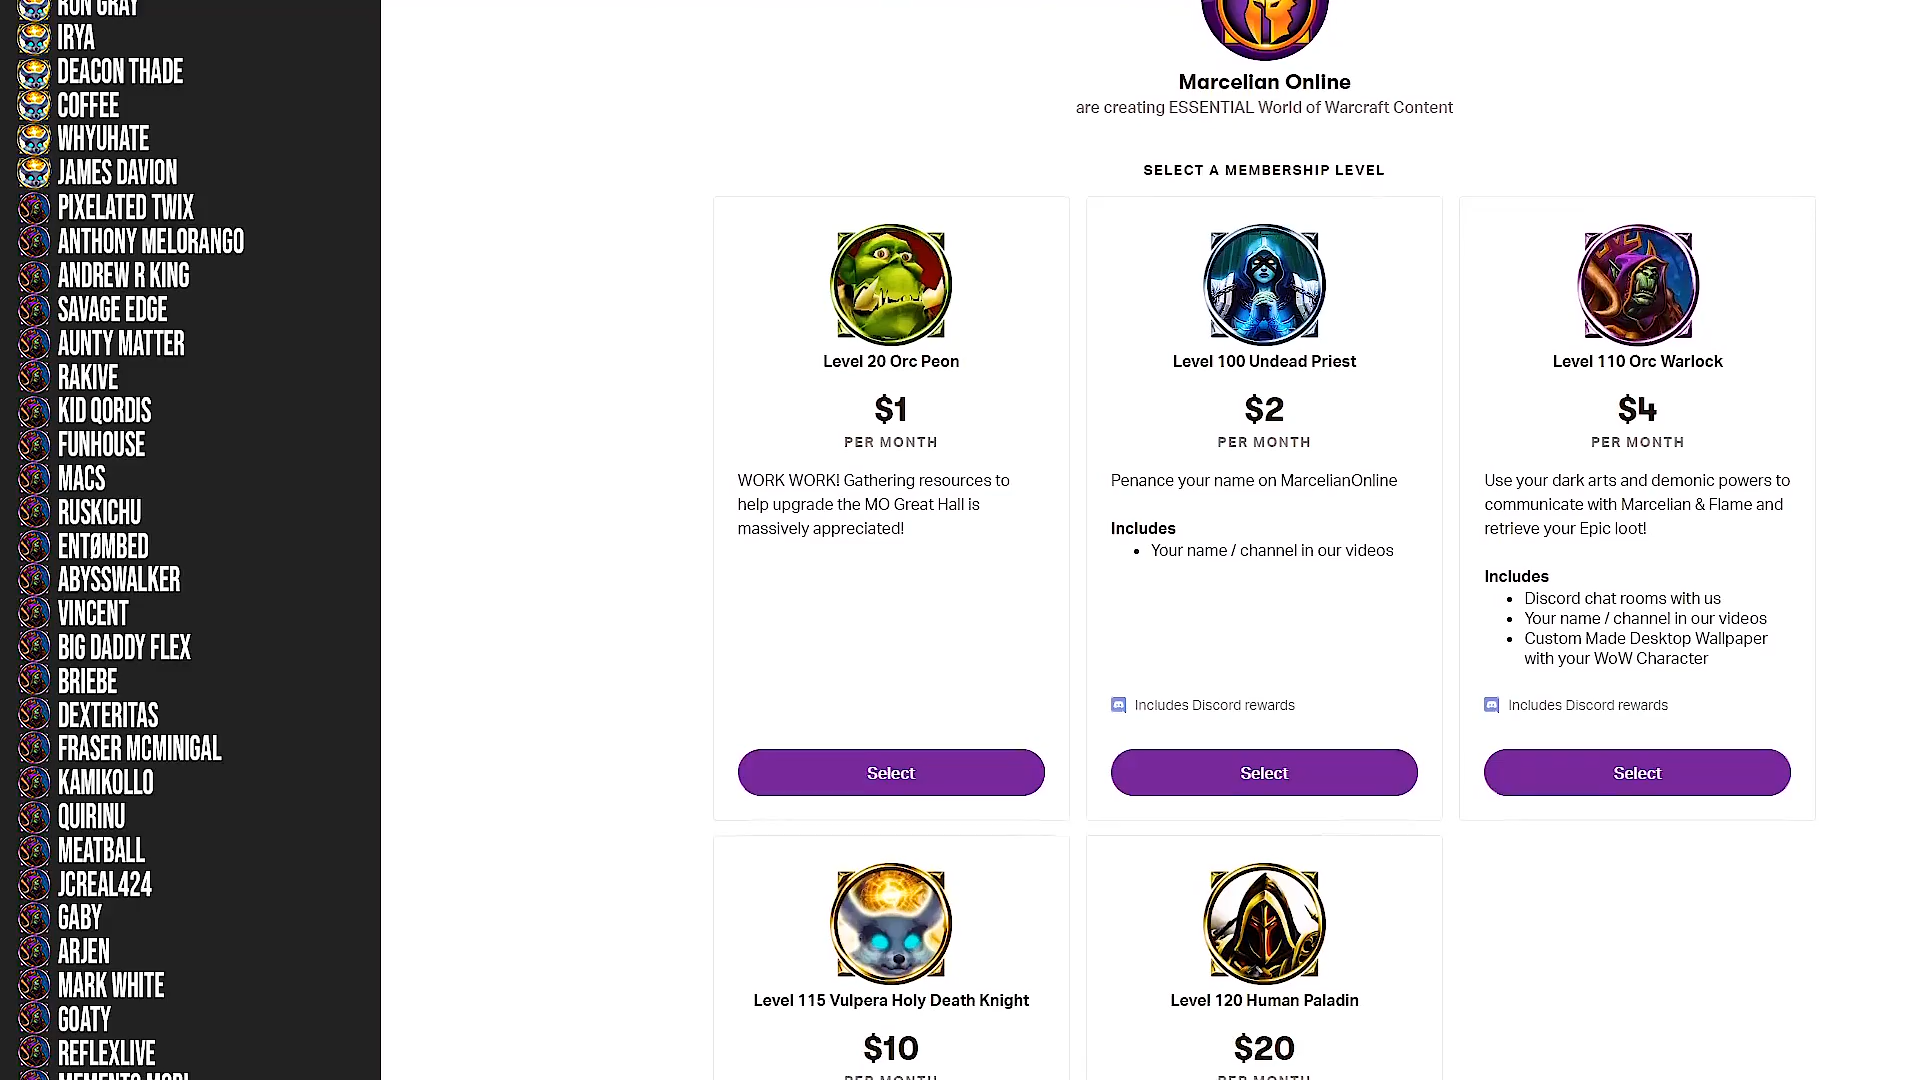 RON GRAY
IRYA
DEACON THADE
COFFEE
WHYUHATE
JAMES DAVION
PIXELATED TWIX
ANTHONY MELORANGO
ANDREW R KING
SAVAGE EDGE
AUNTY MATTER
RAKIVE
KID QORDIS
FUNHOUSE
MACS
RUSKICHU
ENTØMBED
ABYSSWALKER
VINCENT
BIG DADDY FLEX
BRIEBE
DEXTERITAS
FRASER MCMINIGAL
KAMIKOLLO
QUIRINU
MEATBALL
JCREAL424
GABY
ARJEN
MARK WHITE
GOATY
REFLEXLIVE
MEMENTO MORI
Marcelian Online
are creating ESSENTIAL World of Warcraft Content
SELECT A MEMBERSHIP LEVEL
Level 20 Orc Peon
$1
PER MONTH
WORK WORK! Gathering resources to
help upgrade the MO Great Hall is
massively appreciated!
Select
Level 100 Undead Priest
$2
PER MONTH
Penance your name on MarcelianOnline
Includes
• Your name / channel in our videos
Includes Discord rewards
Select
Level 110 Orc Warlock
$4
PER MONTH
Use your dark arts and demonic powers to
communicate with Marcelian & Flame and
retrieve your Epic loot!
Includes
• Discord chat rooms with us
• Your name / channel in our videos
• Custom Made Desktop Wallpaper
with your WoW Character
Includes Discord rewards
Select
Level 115 Vulpera Holy Death Knight
$10
PER MONTH
Level 120 Human Paladin
$20
PER MONTH